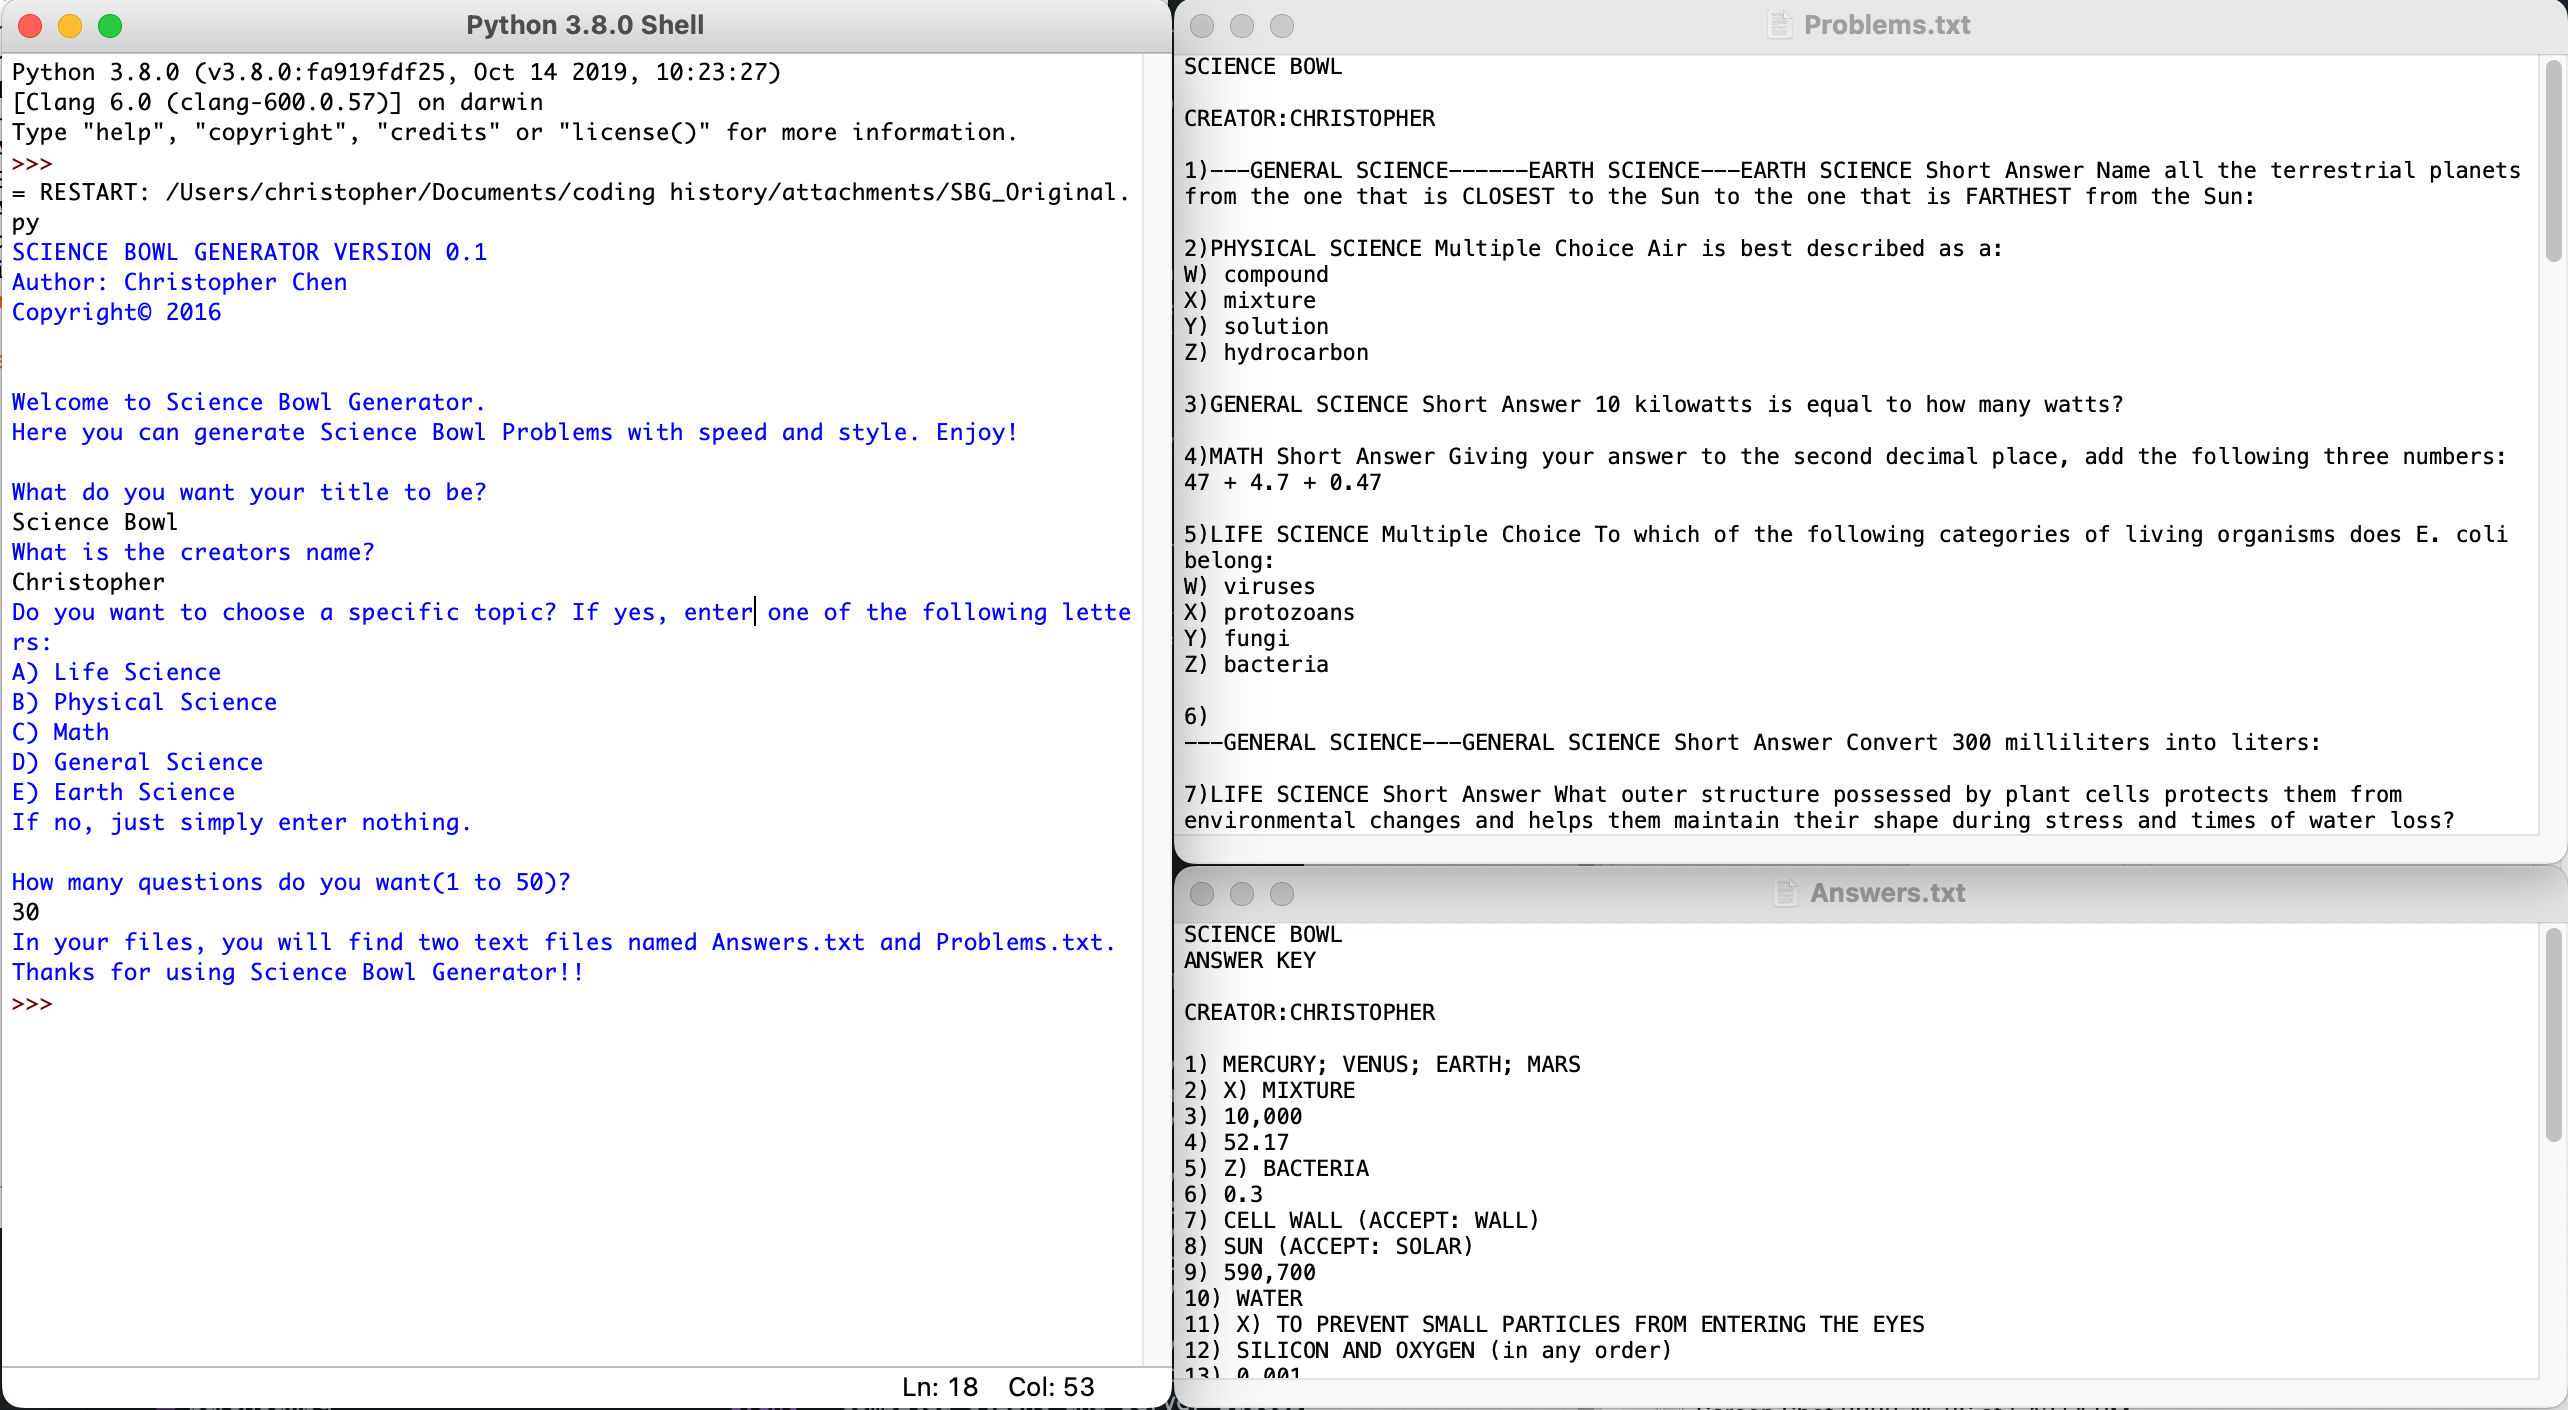 Python 3.8.0 Shell
Python 3.8.0 (v3.8.0:fa919fdf25, Oct 14 2019, 10:23:27)
[Clang 6.0 (clang-600.0.57)] on darwin
Type "help", "copyright", "credits" or "license()" for more information.
>>>
= RESTART: /Users/christopher/Documents/coding history/attachments/SBG_Original.
py
SCIENCE BOWL GENERATOR VERSION 0.1
Author: Christopher Chen
Copyright© 2016
Welcome to Science Bowl Generator.
Here you can generate Science Bowl Problems with speed and style. Enjoy!
What do you want your title to be?
Science Bowl
What is the creators name?
Christopher
Do you want to choose a specific topic? If yes, enter one of the following lette
rs:
A) Life Science
B) Physical Science
C) Math
D) General Science
E) Earth Science
If no, just simply enter nothing.
How many questions do you want(1 to 50)?
30
In your files, you will find two text files named Answers.txt and Problems.txt.
Thanks for using Science Bowl Generator!!
>>>
Ln: 18 Col: 53
Problems.txt
SCIENCE BOWL
CREATOR:CHRISTOPHER
1)---GENERAL SCIENCE------EARTH SCIENCE---EARTH SCIENCE Short Answer Name all the terrestrial planets
from the one that is CLOSEST to the Sun to the one that is FARTHEST from the Sun:
2)PHYSICAL SCIENCE Multiple Choice Air is best described as a:
W) compound
X) mixture
Y) solution
Z) hydrocarbon
3)GENERAL SCIENCE Short Answer 10 kilowatts is equal to how many watts?
4)MATH Short Answer Giving your answer to the second decimal place, add the following three numbers:
47 + 4.7 + 0.47
5)LIFE SCIENCE Multiple Choice To which of the following categories of living organisms does E. coli
belong:
W) viruses
X) protozoans
Y) fungi
Z) bacteria
6)
---GENERAL SCIENCE---GENERAL SCIENCE Short Answer Convert 300 milliliters into liters:
7)LIFE SCIENCE Short Answer What outer structure possessed by plant cells protects them from
environmental changes and helps them maintain their shape during stress and times of water loss?
Answers.txt
SCIENCE BOWL
ANSWER KEY
CREATOR:CHRISTOPHER
1) MERCURY; VENUS; EARTH; MARS
2) X) MIXTURE
3) 10,000
4) 52.17
5) Z) BACTERIA
6) 0.3
7) CELL WALL (ACCEPT: WALL)
8) SUN (ACCEPT: SOLAR)
9) 590,700
10) WATER
11) X) TO PREVENT SMALL PARTICLES FROM ENTERING THE EYES
12) SILICON AND OXYGEN (in any order)
13) 0.001